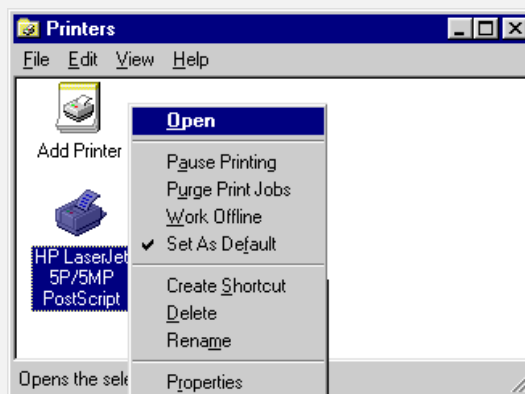 Printers
File Edit View Help
Add Printer
HP LaserJet
5P/5MP
PostScript
Open
Pause Printing
Purge Print Jobs
Work Offline
Set As Default
Create Shortcut
Delete
Rename
Properties
Opens the